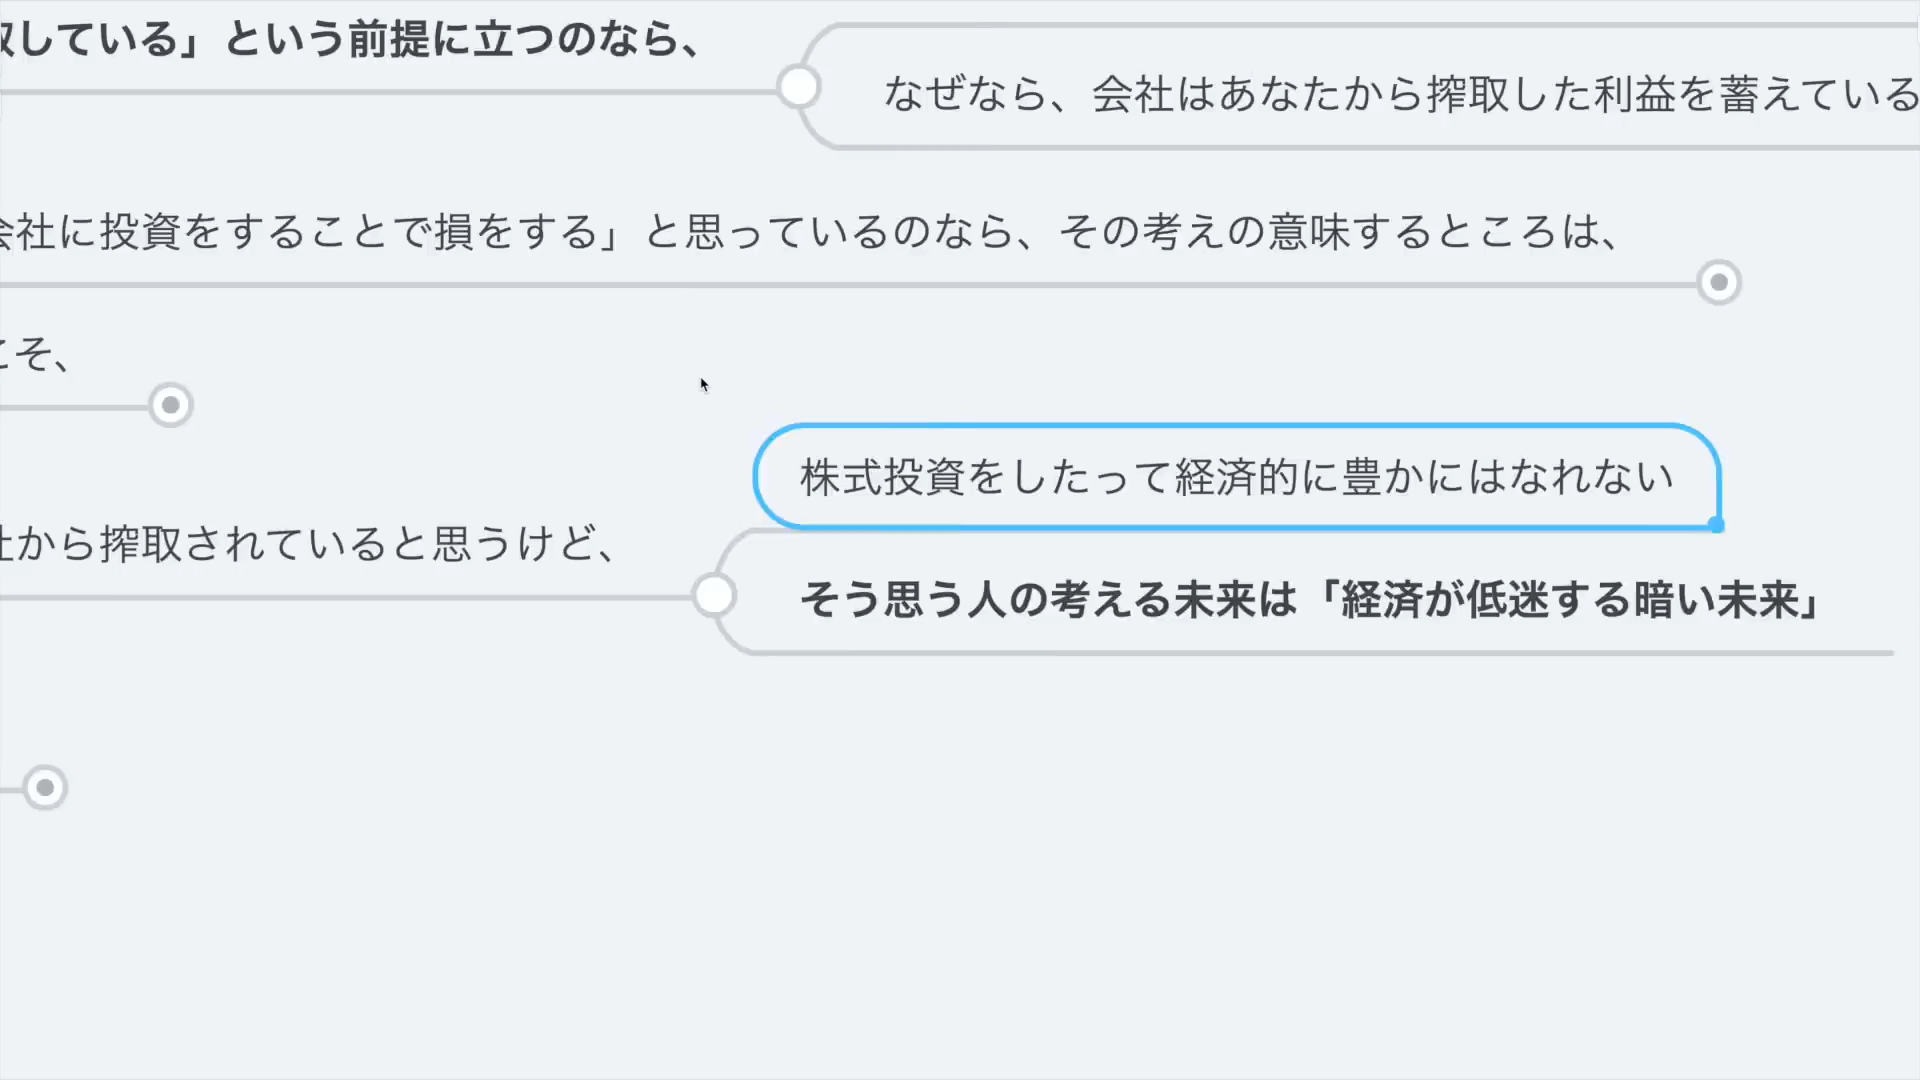 している」という前提に立つのなら、
なぜなら、会社はあなたから搾取した利益を蓄えている
会社に投資をすることで損をする」と思っているのなら、その考えの意味するところは、
こそ、
株式投資をしたって経済的に豊かにはなれない
社から搾取されていると思うけど、
そう思う人の考える未来は「経済が低迷する暗い未来」